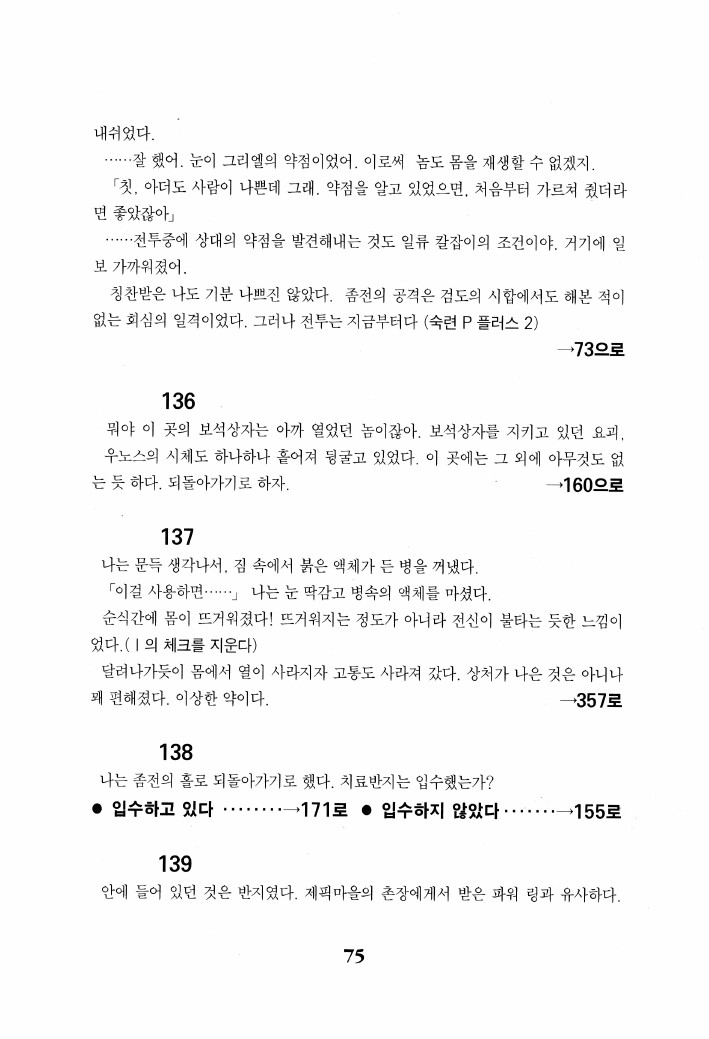 내쉬었다.
……잘 했어. 눈이 그리엘의 약점이었어. 이로써 놈도 몸을 재생할 수 없겠지.
「칫, 아더도 사람이 나쁜데 그래. 약점을 알고 있었으면, 처음부터 가르쳐 줬더라
면 좋았잖아」
……전투중에 상대의 약점을 발견해내는 것도 일류 칼잡이의 조건이야. 거기에 일
보 가까워졌어.
칭찬받은 나도 기분 나쁘진 않았다. 좀전의 공격은 검도의 시합에서도 해본 적이
없는 회심의 일격이었다. 그러나 전투는 지금부터다 (숙련 P 플러스 2)
→73으로
136
뭐야 이 곳의 보석상자는 아까 열었던 놈이잖아. 보석상자를 지키고 있던 요괴,
우노스의 시체도 하나하나 흩어져 뒹굴고 있었다. 이 곳에는 그 외에 아무것도 없
는 듯 하다. 되돌아가기로 하자. →160으로
137
나는 문득 생각나서, 짐 속에서 붉은 액체가 든 병을 꺼냈다.
「이걸 사용하면……」 나는 눈 딱감고 병속의 액체를 마셨다.
순식간에 몸이 뜨거워졌다! 뜨거워지는 정도가 아니라 전신이 불타는 듯한 느낌이
었다.( I 의 체크를 지운다)
달려나가듯이 몸에서 열이 사라지자 고통도 사라져 갔다. 상처가 나은 것은 아니나
꽤 편해졌다. 이상한 약이다. →357로
138
나는 좀전의 홀로 되돌아가기로 했다. 치료반지는 입수했는가?
● 입수하고 있다 ········→171로 ● 입수하지 않았다·······→155로
139
안에 들어 있던 것은 반지였다. 제픽마을의 촌장에게서 받은 파워 링과 유사하다.
75